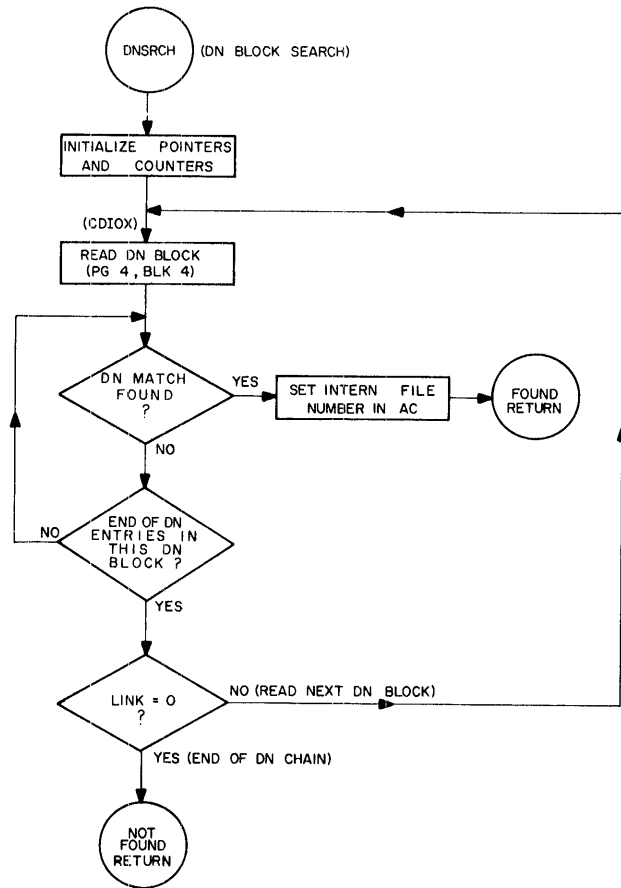 DNSRCH
(DN BLOCK SEARCH)
INITIALIZE POINTERS
AND COUNTERS
(CDIOX)
READ DN BLOCK
(PG 4, BLK 4)
DN MATCH
FOUND
?
YES
SET INTERN FILE
NUMBER IN AC
FOUND
RETURN
NO
END OF DN
ENTRIES IN
THIS DN
BLOCK ?
NO
YES
LINK = 0
?
NO (READ NEXT DN BLOCK)
YES (END OF DN CHAIN)
NOT
FOUND
RETURN